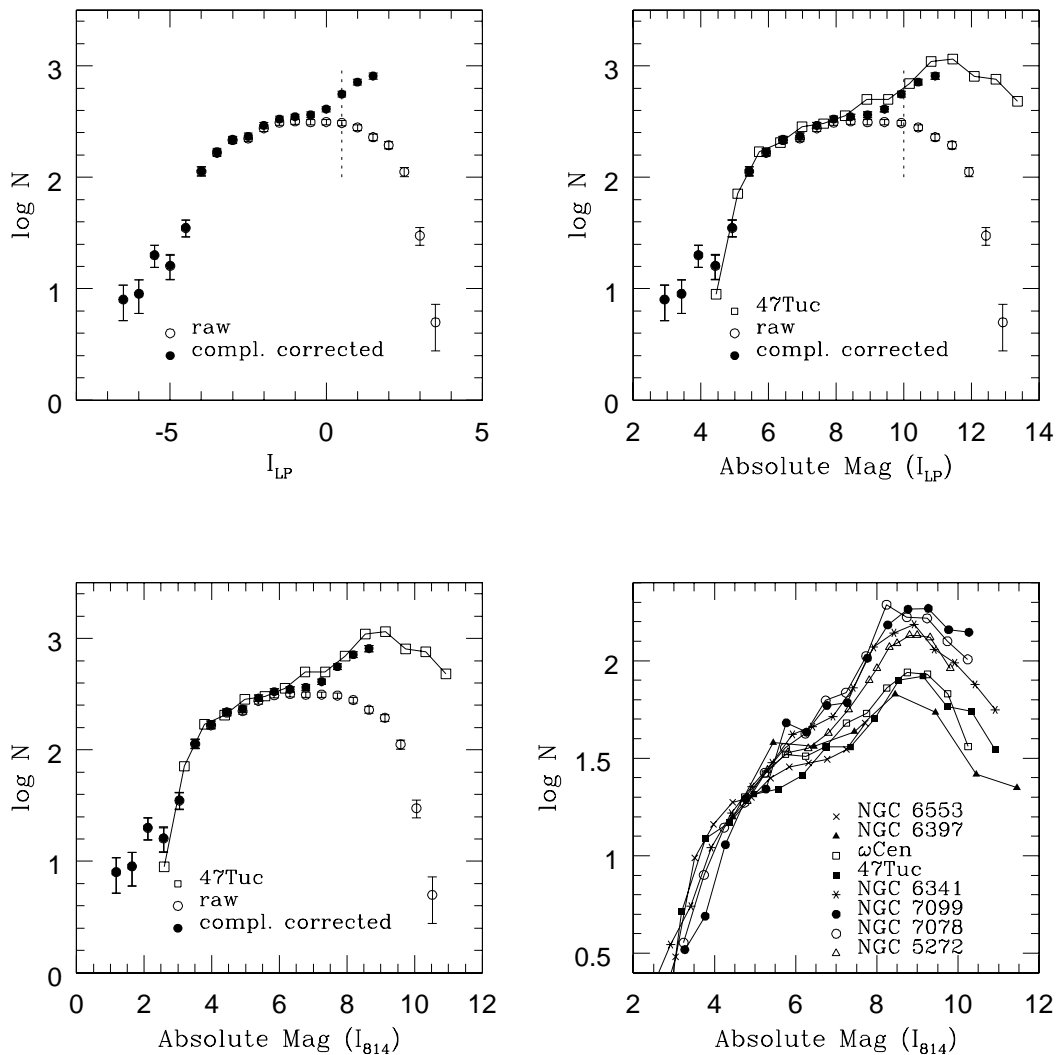 log N
3
2
1
0
raw
compl. corrected
-5 0 5
I_LP
log N
3
2
1
0
47Tuc
raw
compl. corrected
2 4 6 8 10 12 14
Absolute Mag (I_LP)
log N
3
2
1
0
47Tuc
raw
compl. corrected
0 2 4 6 8 10 12
Absolute Mag (I_814)
log N
2
1.5
1
0.5
NGC 6553
NGC 6397
ωCen
47Tuc
NGC 6341
NGC 7099
NGC 7078
NGC 5272
2 4 6 8 10 12
Absolute Mag (I_814)